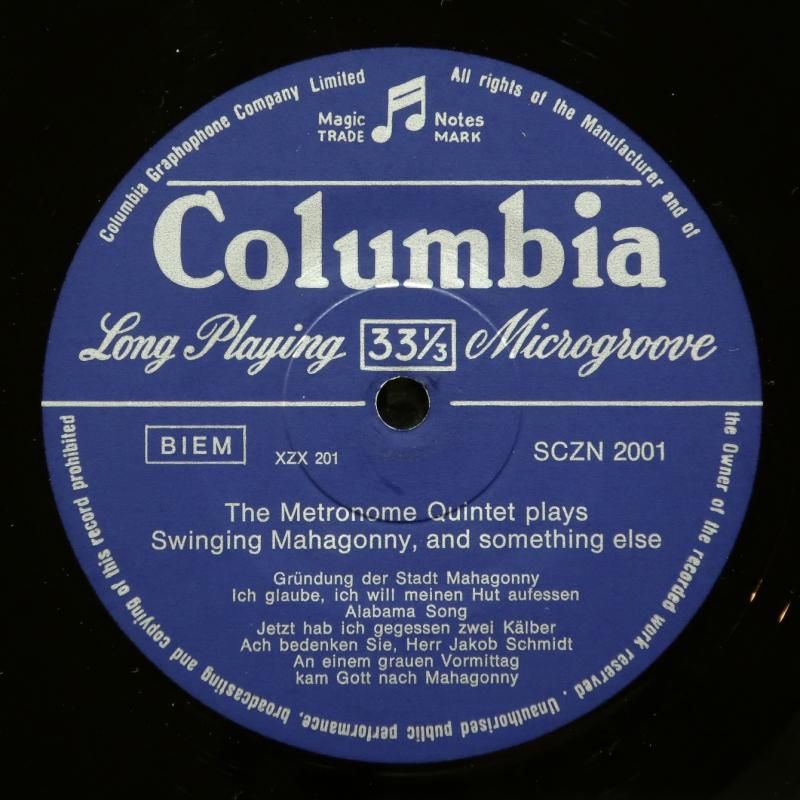 Columbia Graphophone Company Limited
All rights of the Manufacturer and of
the Owner of the recorded work reserved. Unauthorised public performance, broadcasting and copying of this record prohibited
Magic Notes
TRADE MARK
Columbia
Long Playing 33⅓ Microgroove
BIEM
XZX 201
SCZN 2001
The Metronome Quintet plays
Swinging Mahagonny, and something else
Gründung der Stadt Mahagonny
Ich glaube, ich will meinen Hut aufessen
Alabama Song
Jetzt hab ich gegessen zwei Kälber
Ach bedenken Sie, Herr Jakob Schmidt
An einem grauen Vormittag
kam Gott nach Mahagonny